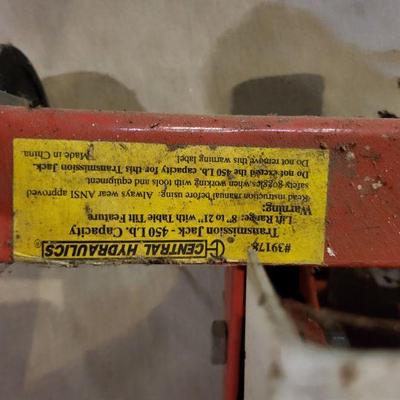 CENTRAL HYDRAULICS®
#39178
Transmission Jack - 450 Lb. Capacity
Lift Range: 8" to 21" with Table Tilt Feature
Warning:
Read instruction manual before using. Always wear ANSI approved
safety goggles when working with tools and equipment.
Do not exceed the 450 Lb. capacity for this Transmission Jack.
Do not remove this warning label. Made in China.